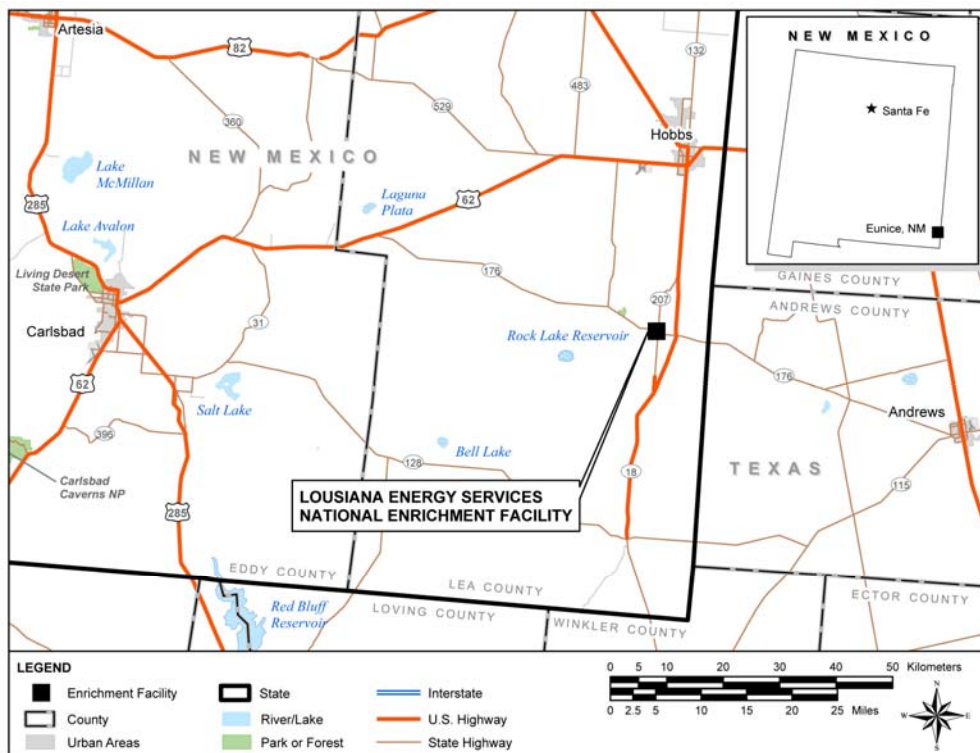 Artesia
82
132
NEW MEXICO
483
529
Hobbs
Santa Fe
360
NEW MEXICO
Lake
McMillan
Laguna
Plata
62
Eunice, NM
285
Lake Avalon
GAINES COUNTY
Living Desert
State Park
176
207
ANDREWS COUNTY
31
Carlsbad
Rock Lake Reservoir
176
62
Salt Lake
Andrews
396
Bell Lake
128
18
TEXAS
115
Carlsbad
Caverns NP
LOUSIANA ENERGY SERVICES
NATIONAL ENRICHMENT FACILITY
285
EDDY COUNTY
LEA COUNTY
ECTOR COUNTY
Red Bluff
Reservoir
LOVING COUNTY
WINKLER COUNTY
LEGEND
Enrichment Facility
State
Interstate
County
River/Lake
U.S. Highway
Urban Areas
Park or Forest
State Highway
0 5 10 20 30 40 50 Kilometers
0 2.5 5 10 15 20 25 Miles
N
W E
S